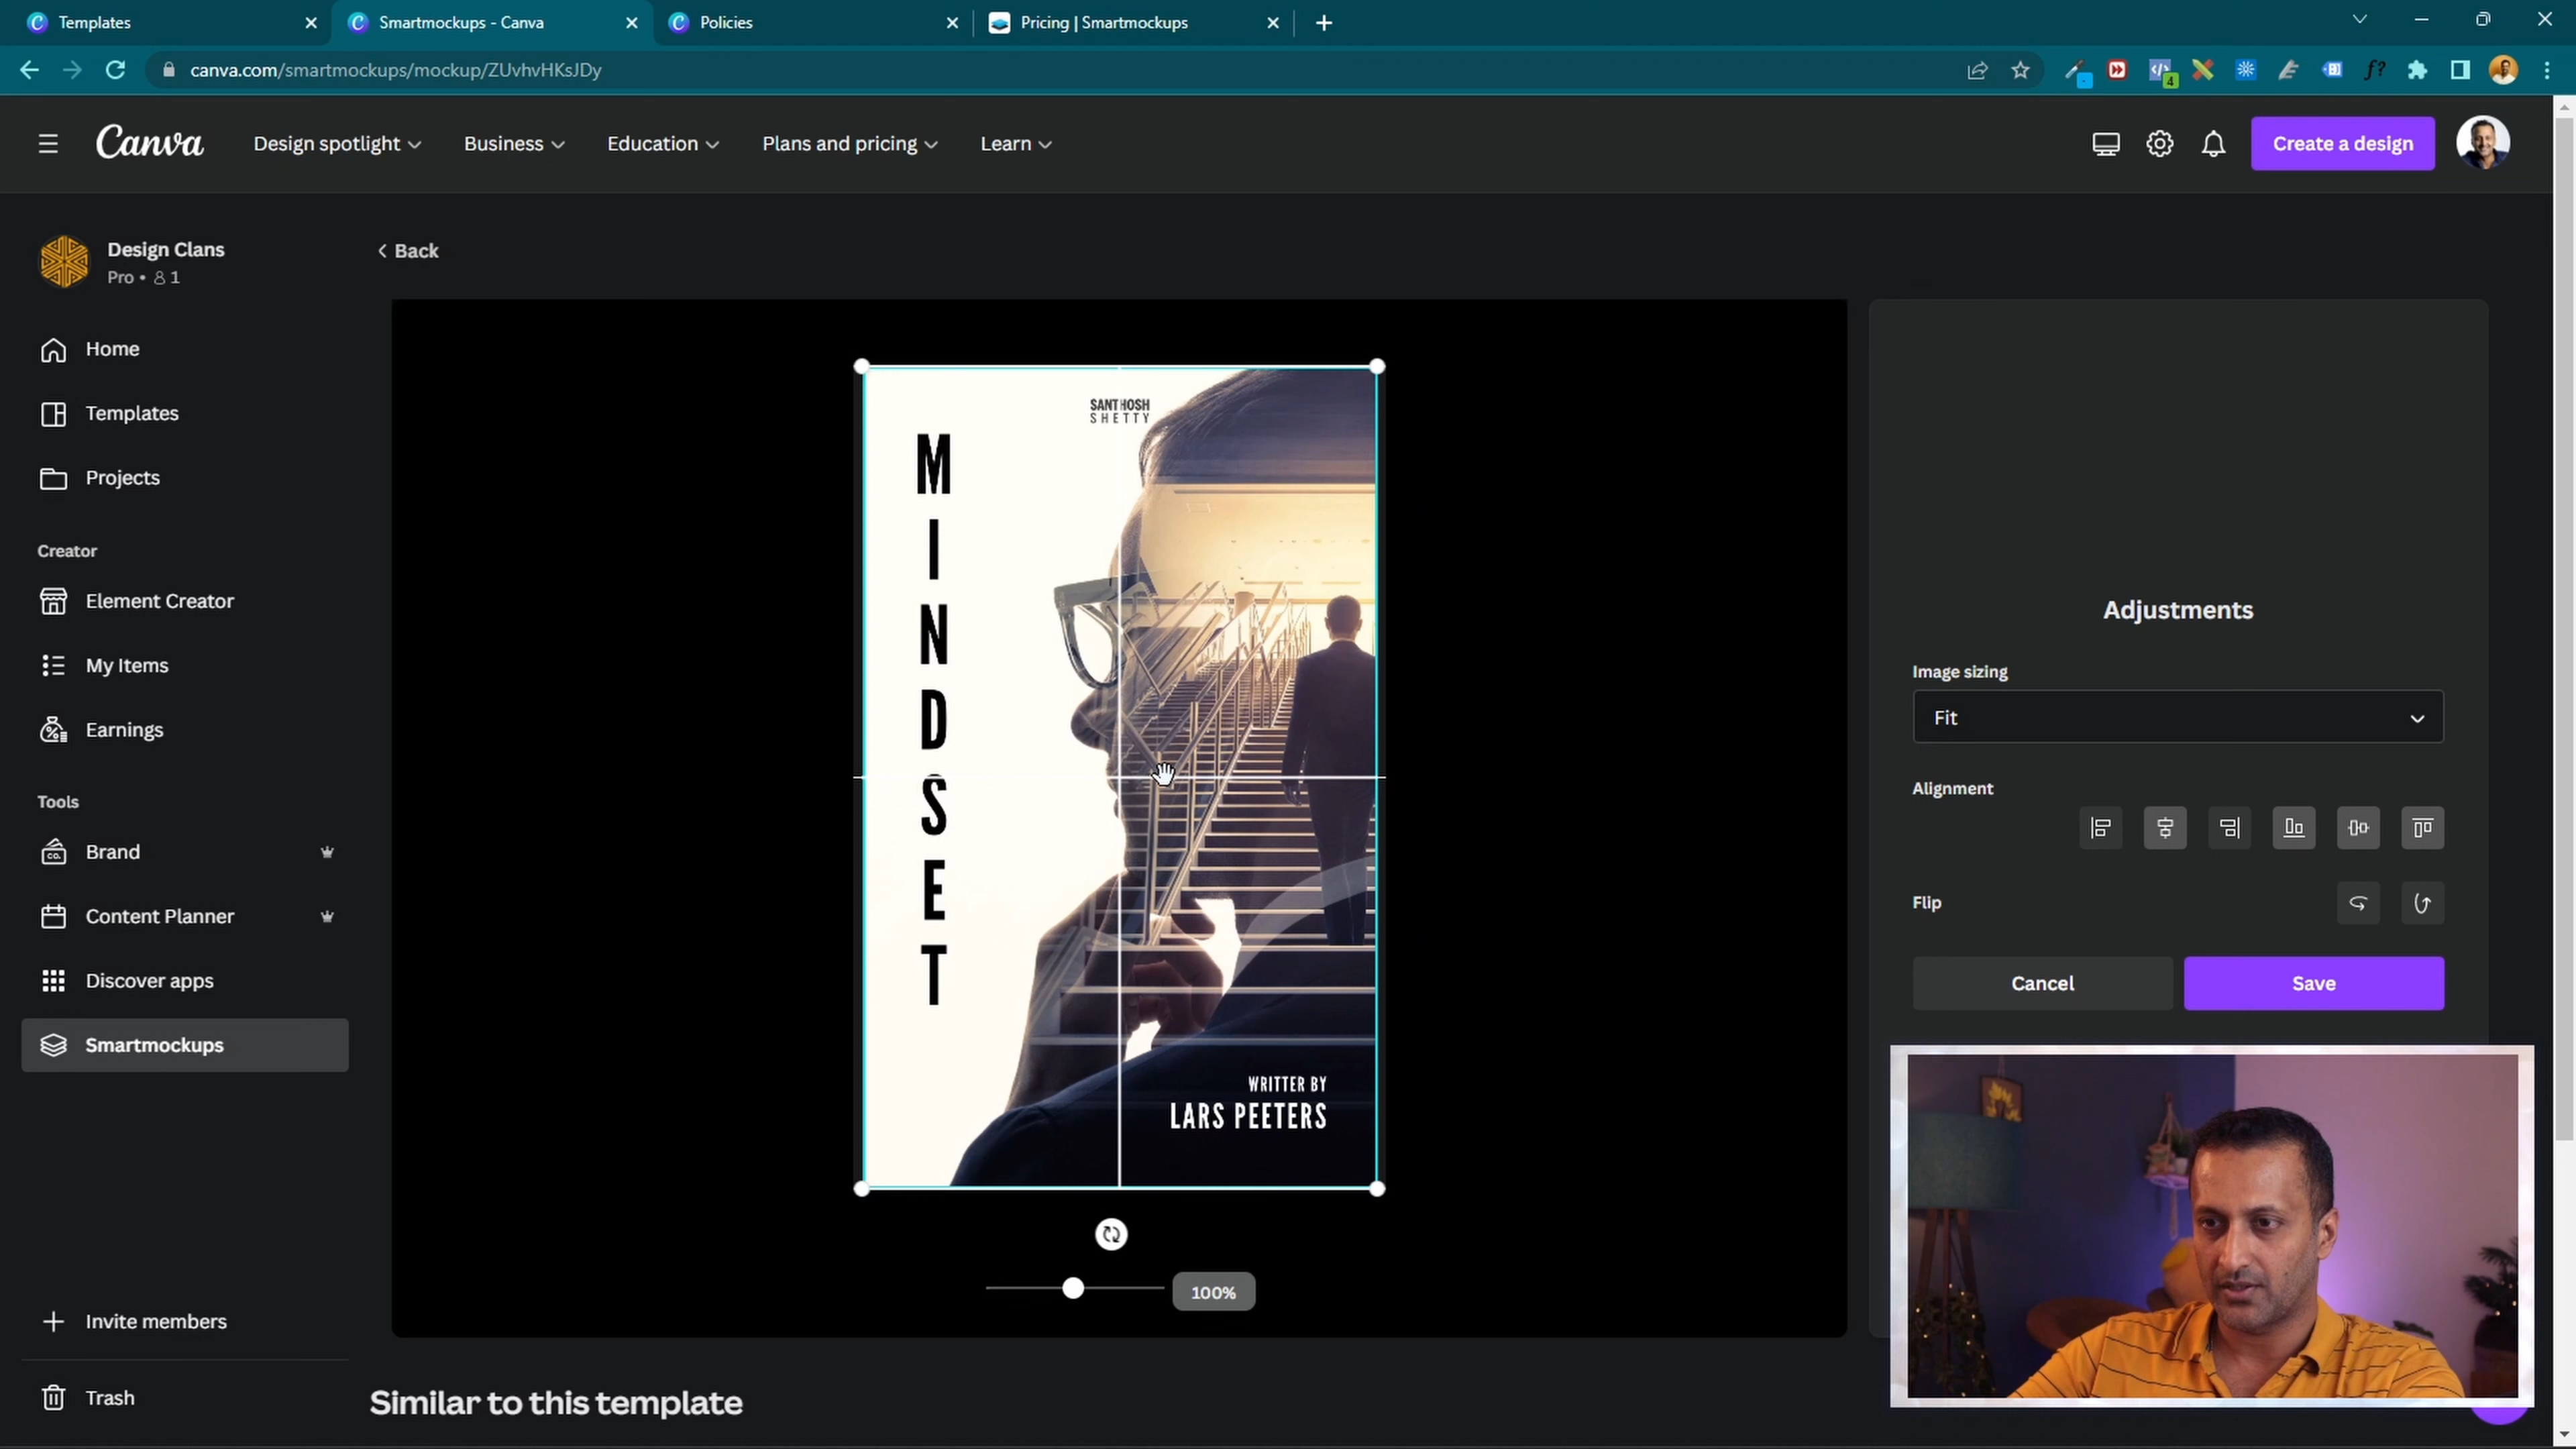 Templates
Smartmockups - Canva
Policies
Pricing | Smartmockups
canva.com/smartmockups/mockup/ZUvhvHKsJDy
4
f?
Canva
Design spotlight
Business
Education
Plans and pricing
Learn
Create a design
Design Clans
Pro • 1
Back
Home
Templates
Projects
Creator
Element Creator
My Items
Earnings
Tools
CO.
Brand
Content Planner
Discover apps
Smartmockups
Invite members
Trash
SANTHOSH
SHETTY
M
I
N
D
S
E
T
WRITTER BY
LARS PEETERS
100%
Similar to this template
Adjustments
Image sizing
Fit
Alignment
Flip
Cancel
Save